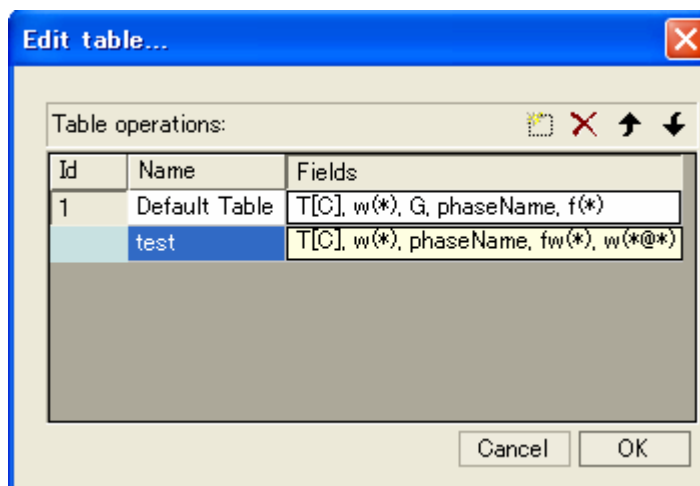 Edit table...
Table operations:
Id Name Fields
1 Default Table T[C], w(*), G, phaseName, f(*)
test T[C], w(*), phaseName, fw(*), w(*@*)
Cancel OK